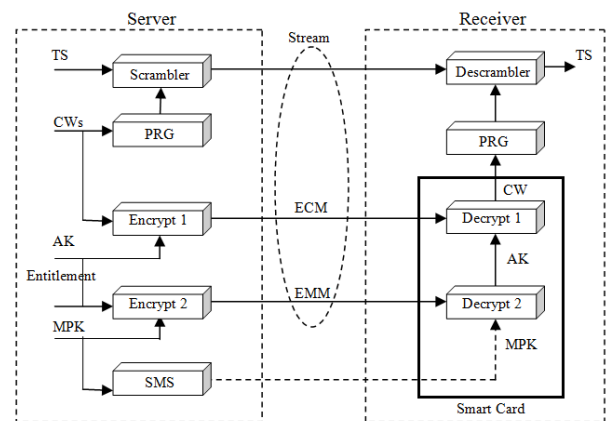 Server
Receiver
Stream
TS
Scrambler
Descrambler
TS
CWs
PRG
PRG
CW
Encrypt 1
ECM
Decrypt 1
AK
AK
Entitlement
Encrypt 2
EMM
Decrypt 2
MPK
MPK
SMS
Smart Card